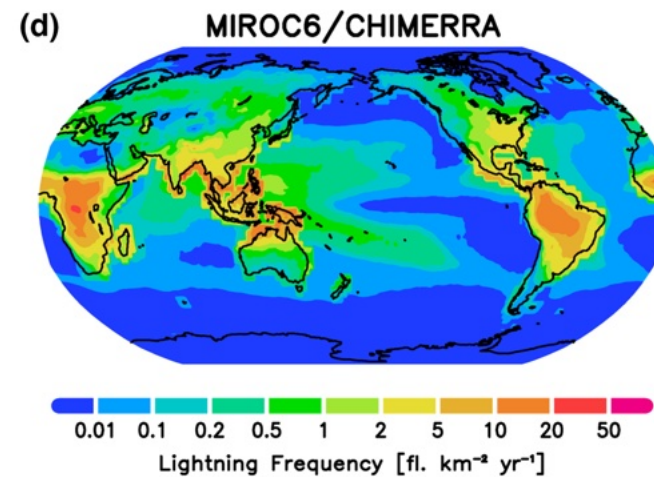 (d) MIROC6/CHIMERRA
0.01 0.1 0.2 0.5 1 2 5 10 20 50
Lightning Frequency [fl. km⁻² yr⁻¹]